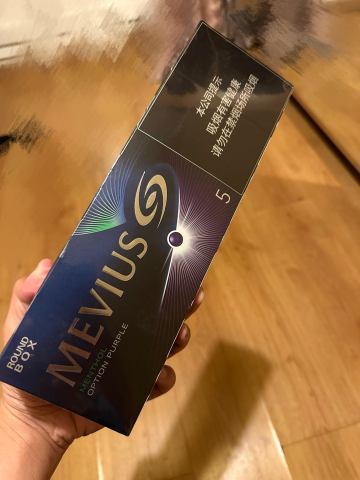 本公司提示
吸烟有害健康
请勿在禁烟场所吸烟
5
MEVIUS
MENTHOL
OPTION PURPLE
ROUND
BOX